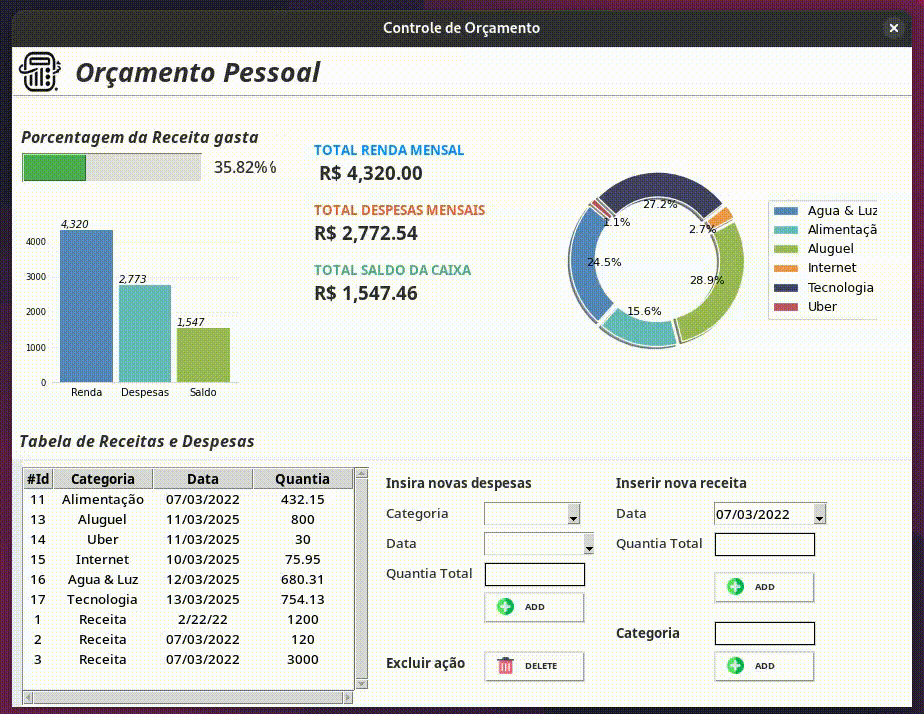 Controle de Orçamento
Orçamento Pessoal
Porcentagem da Receita gasta
35.82%%
4,320
2,773
1,547
4000
3000
2000
1000
0
Renda Despesas Saldo
TOTAL RENDA MENSAL
R$ 4,320.00
TOTAL DESPESAS MENSAIS
R$ 2,772.54
TOTAL SALDO DA CAIXA
R$ 1,547.46
27.2%
1.1%
2.7%
24.5%
28.9%
15.6%
Agua & Luz
Alimentaçã
Aluguel
Internet
Tecnologia
Uber
Tabela de Receitas e Despesas
#Id Categoria Data Quantia
11 Alimentação 07/03/2022 432.15
13 Aluguel 11/03/2025 800
14 Uber 11/03/2025 30
15 Internet 10/03/2025 75.95
16 Agua & Luz 12/03/2025 680.31
17 Tecnologia 13/03/2025 754.13
1 Receita 2/22/22 1200
2 Receita 07/03/2022 120
3 Receita 07/03/2022 3000
Insira novas despesas
Categoria
Data
Quantia Total
ADD
Excluir ação
DELETE
Inserir nova receita
Data 07/03/2022
Quantia Total
ADD
Categoria
ADD